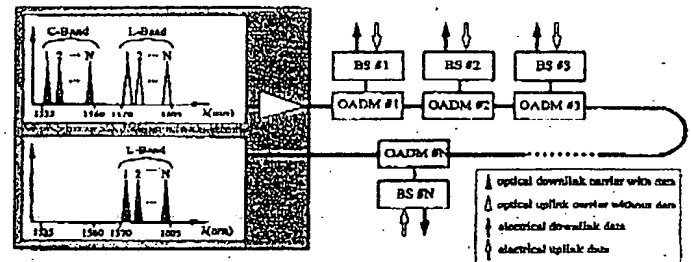 C-Band L-Band
1 2 ... N 1 2 ... N
... ...
1535 1560 1570 1605 λ(nm)
BS #1 BS #2 BS #3
OADM #1 OADM #2 OADM #3
L-Band
1 2 ... N
...
1535 1560 1570 1605 λ(nm)
OADM #N
BS #N
optical downlink carrier with data
optical uplink carrier without data
electrical downlink data
electrical uplink data